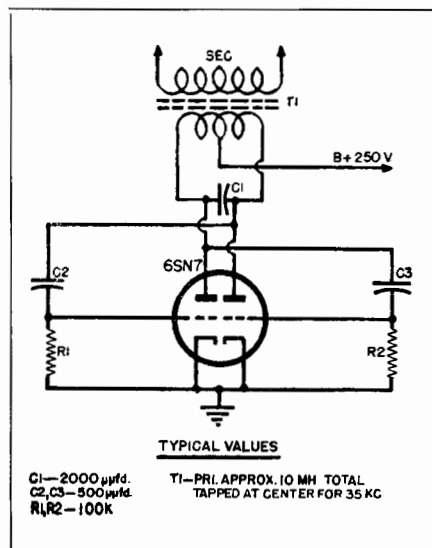 SEC
T1
B+ 250 V
C1
6SN7
C2
C3
R1
R2
TYPICAL VALUES
C1—2000 µµfd.
C2,C3—500 µµfd.
R1,R2—100K
T1—PRI. APPROX. 10 MH TOTAL
TAPPED AT CENTER FOR 35 KC